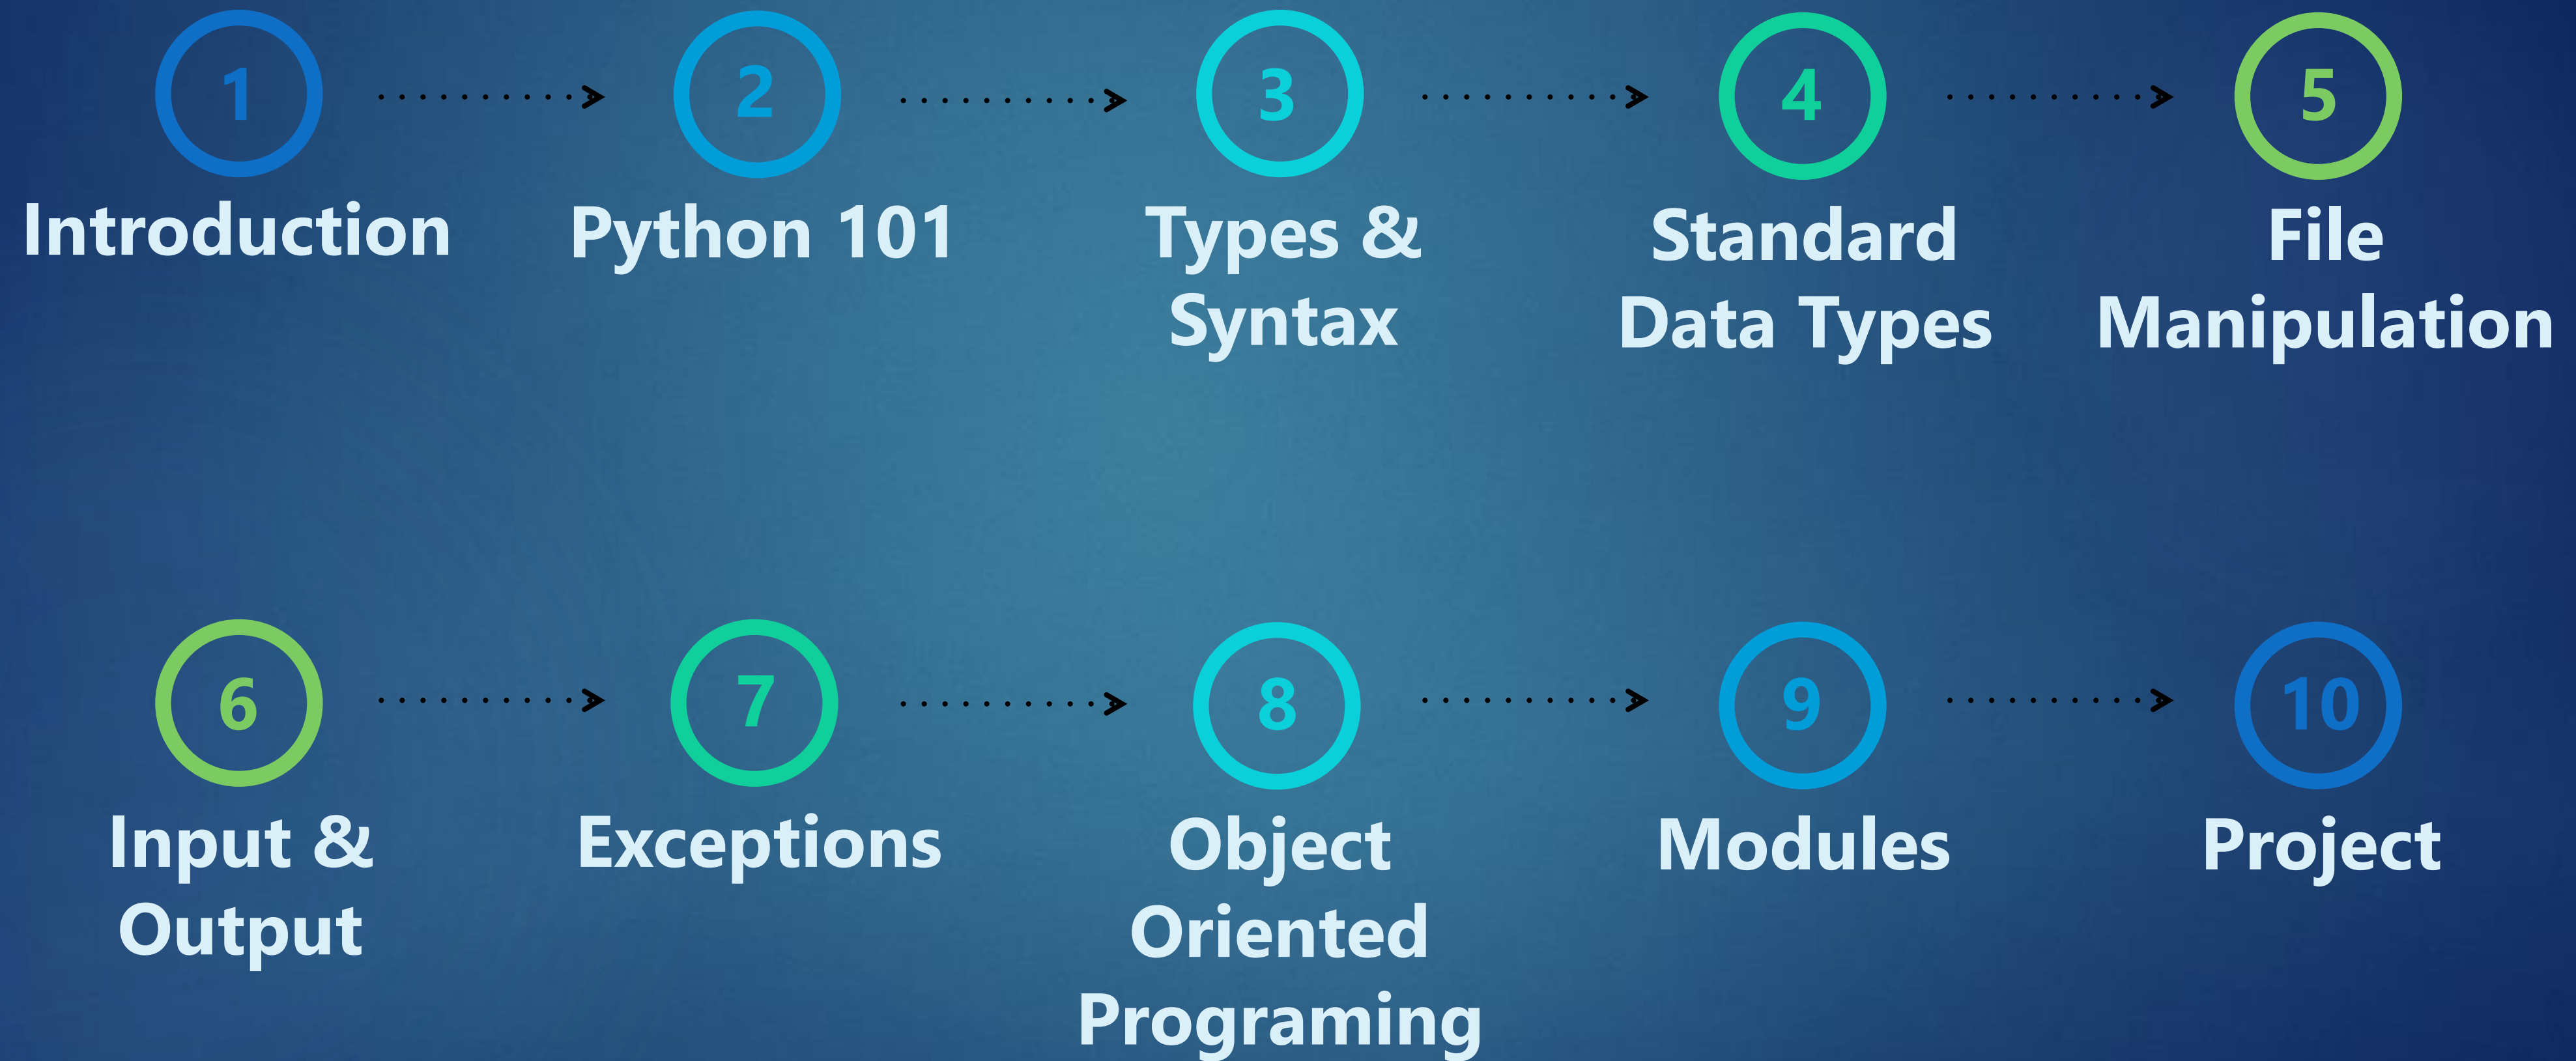 1
2
3
4
5
Introduction
Python 101
Types &
Syntax
Standard
Data Types
File
Manipulation
6
7
8
9
10
Input &
Output
Exceptions
Object
Oriented
Programing
Modules
Project